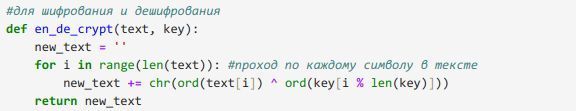 #для шифрования и дешифрования
def en_de_crypt(text, key):
    new_text = ''
    for i in range(len(text)): #проход по каждому символу в тексте
        new_text += chr(ord(text[i]) ^ ord(key[i % len(key)]))
    return new_text